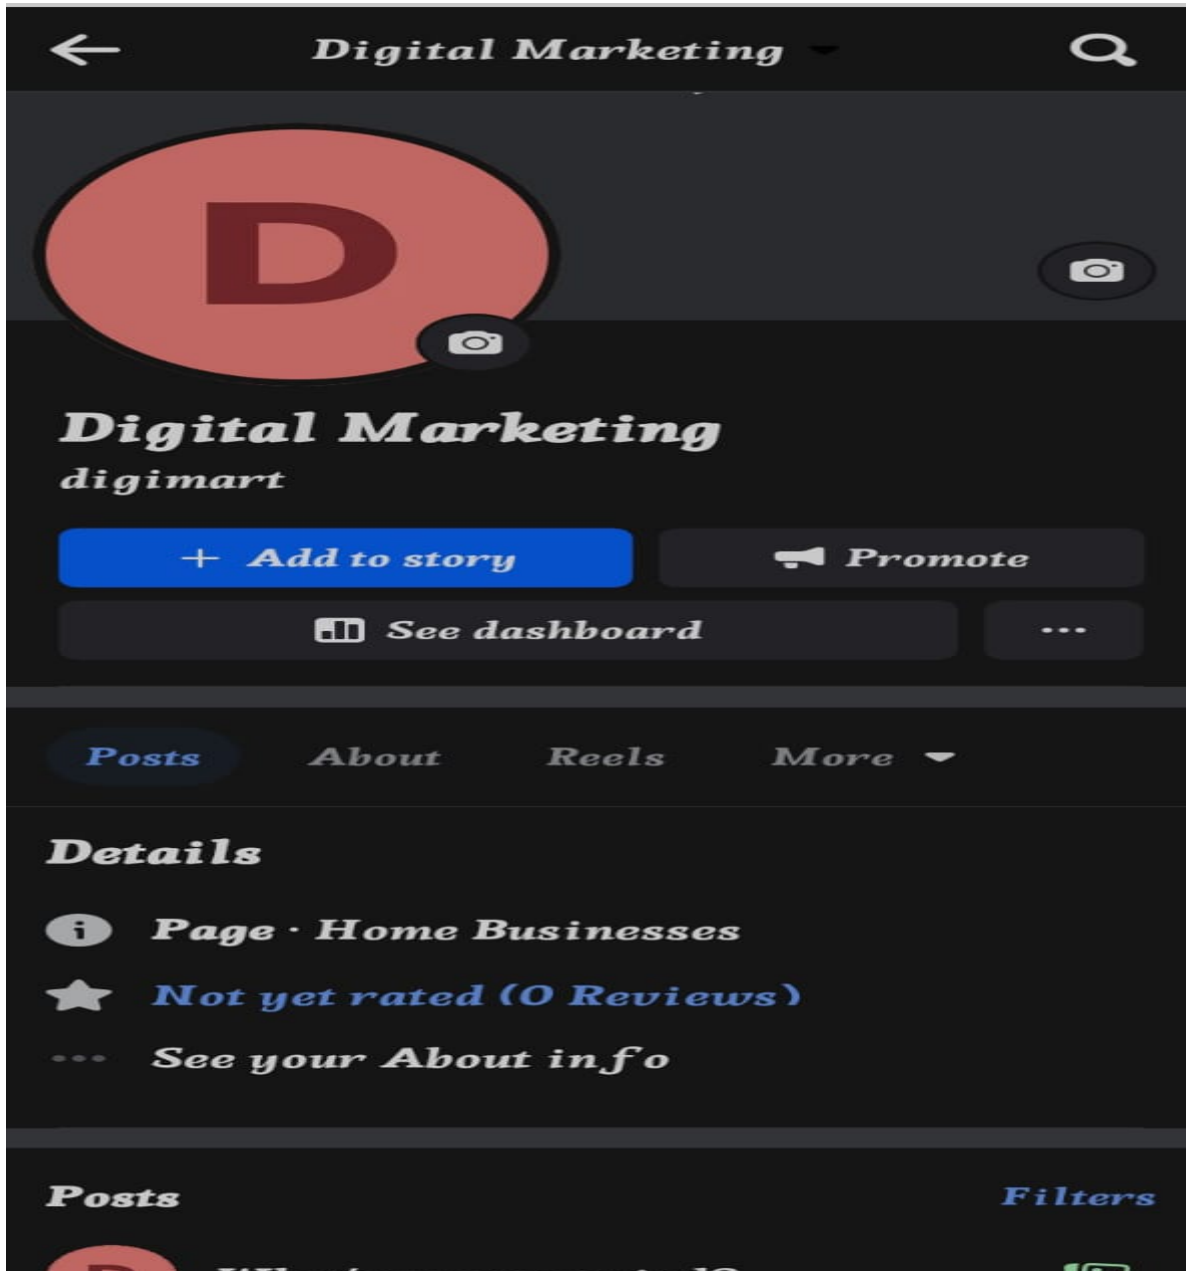 Digital Marketing
D
Digital Marketing
digimart
+ Add to story
Promote
See dashboard
Posts About Reels More
Details
Page · Home Businesses
Not yet rated (0 Reviews)
See your About info
Posts Filters